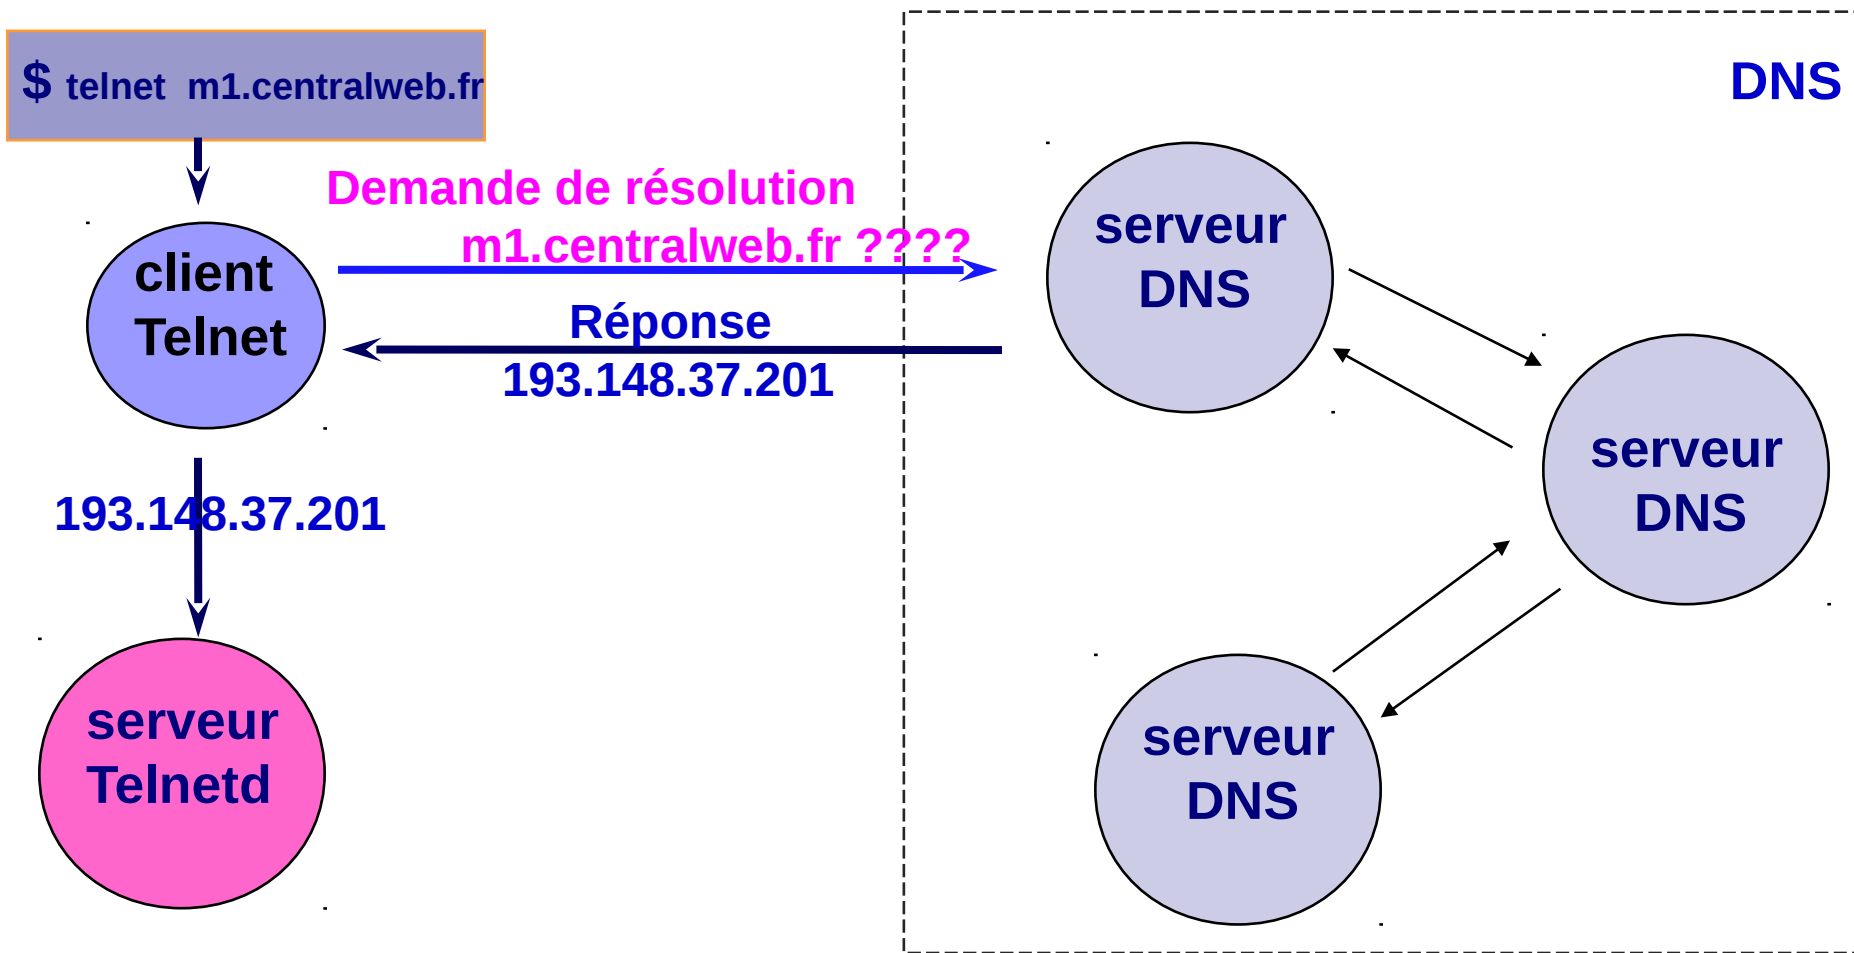 $ telnet m1.centralweb.fr
DNS
Demande de résolution
m1.centralweb.fr ????
client
Telnet
Réponse
193.148.37.201
serveur
DNS
serveur
DNS
193.148.37.201
serveur
Telnetd
serveur
DNS